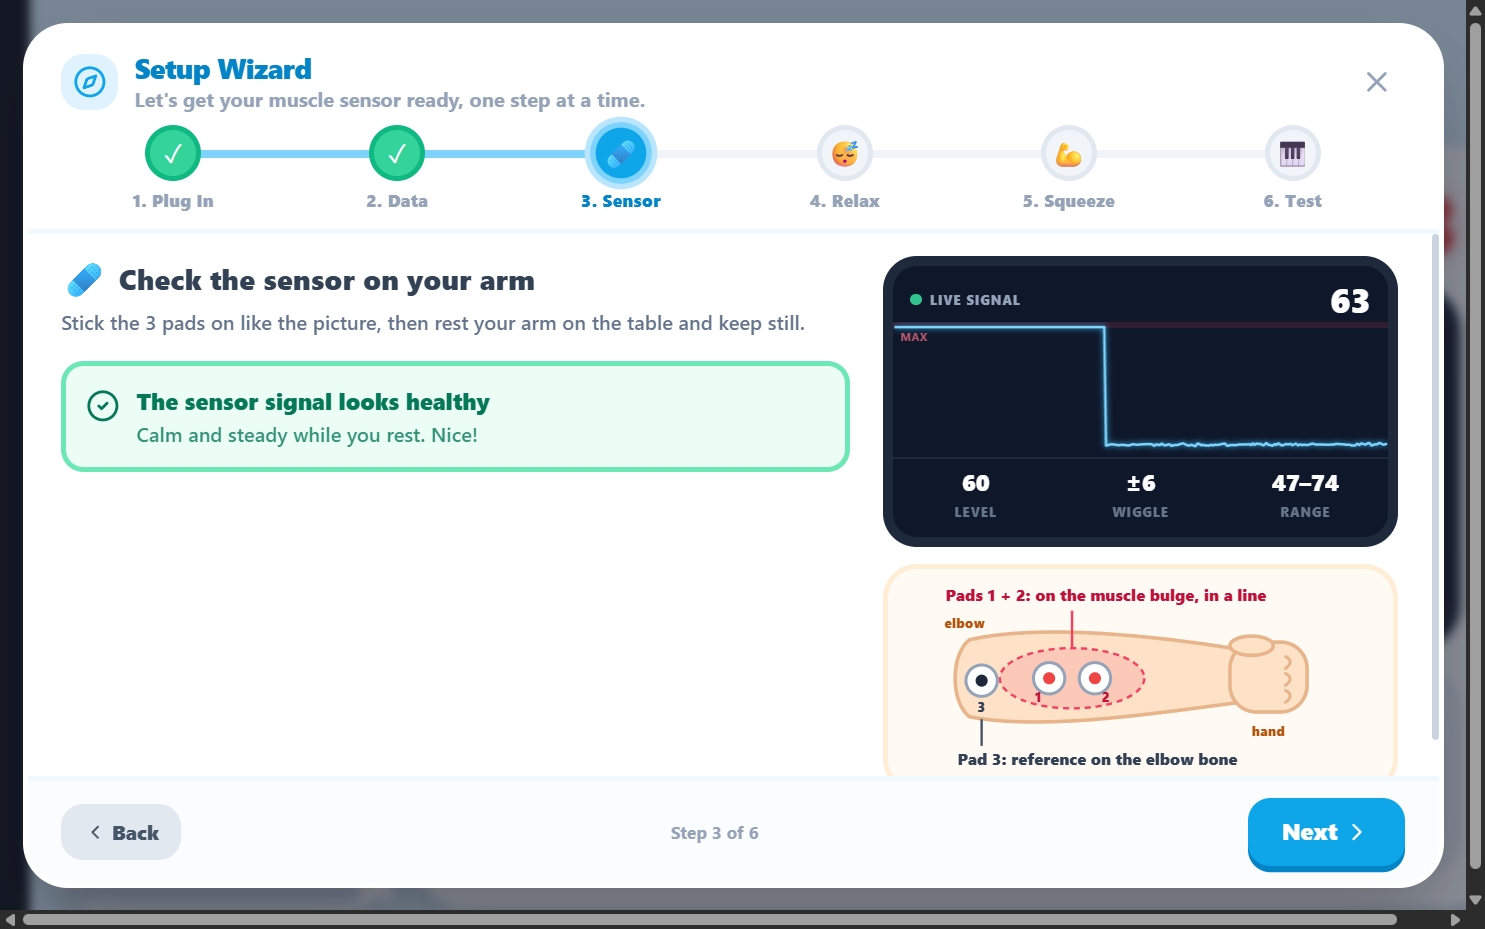 Setup Wizard
Let's get your muscle sensor ready, one step at a time.
1. Plug In
2. Data
3. Sensor
4. Relax
5. Squeeze
6. Test
Check the sensor on your arm
Stick the 3 pads on like the picture, then rest your arm on the table and keep still.
The sensor signal looks healthy
Calm and steady while you rest. Nice!
LIVE SIGNAL
63
MAX
60
±6
47–74
LEVEL
WIGGLE
RANGE
Pads 1 + 2: on the muscle bulge, in a line
elbow
1
2
3
hand
Pad 3: reference on the elbow bone
Back
Step 3 of 6
Next